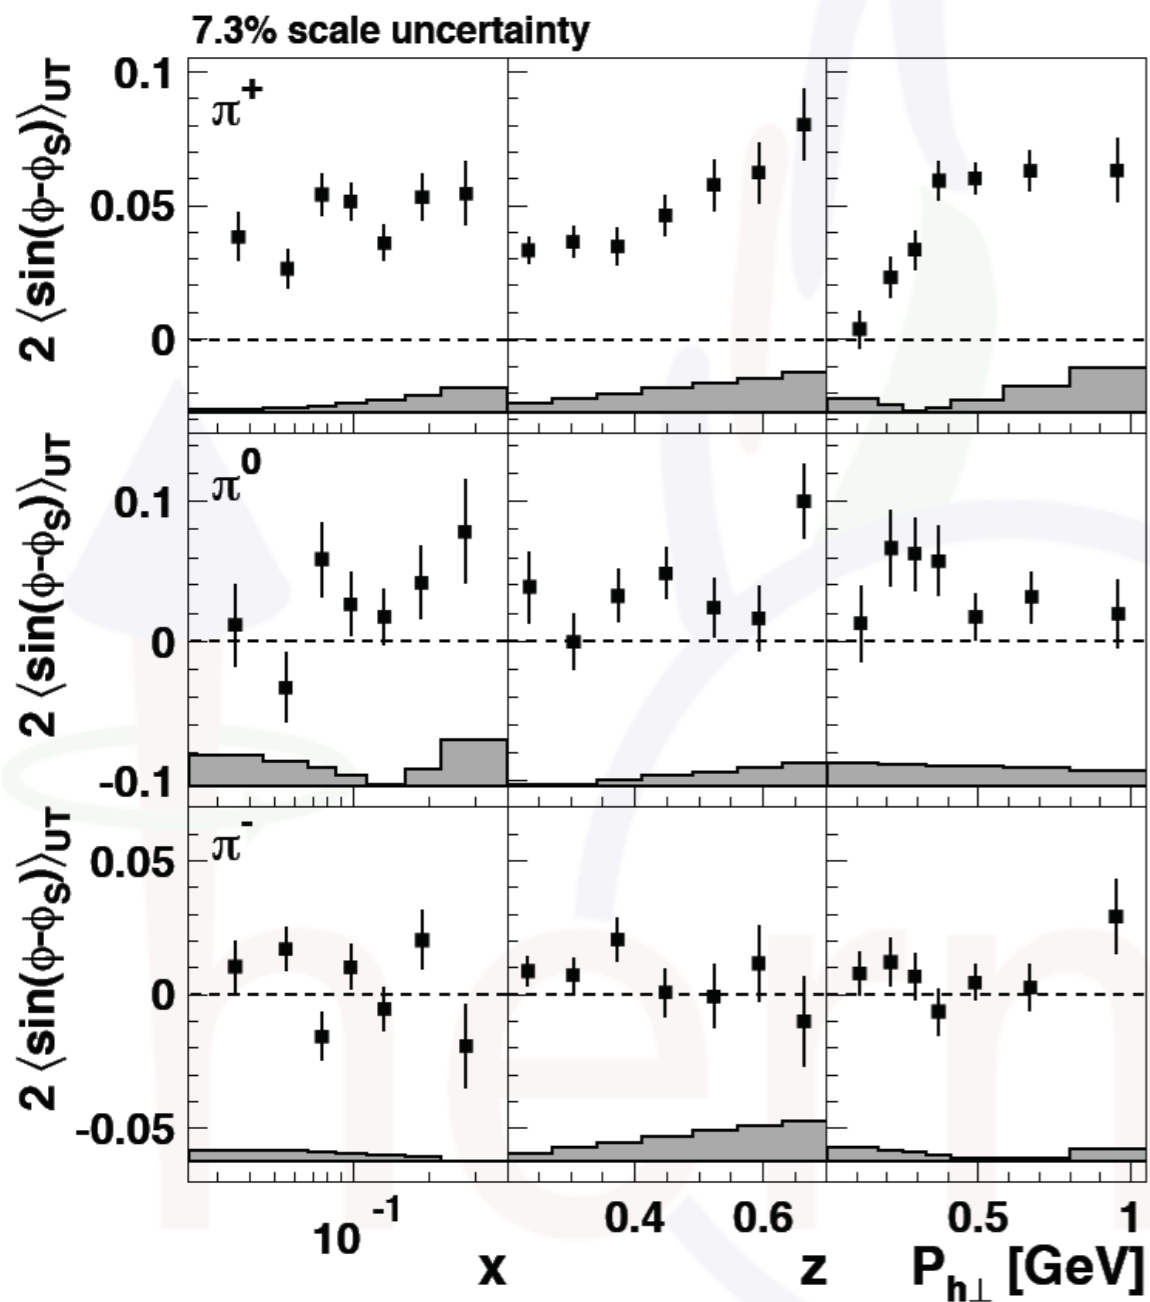 7.3% scale uncertainty
2 ⟨sin(ϕ-ϕS)⟩UT
0.1
0.05
0
π+
2 ⟨sin(ϕ-ϕS)⟩UT
0.1
0
-0.1
π0
2 ⟨sin(ϕ-ϕS)⟩UT
0.05
0
-0.05
π-
10-1
0.4 0.6
0.5 1
x
z
Ph⊥ [GeV]
herm